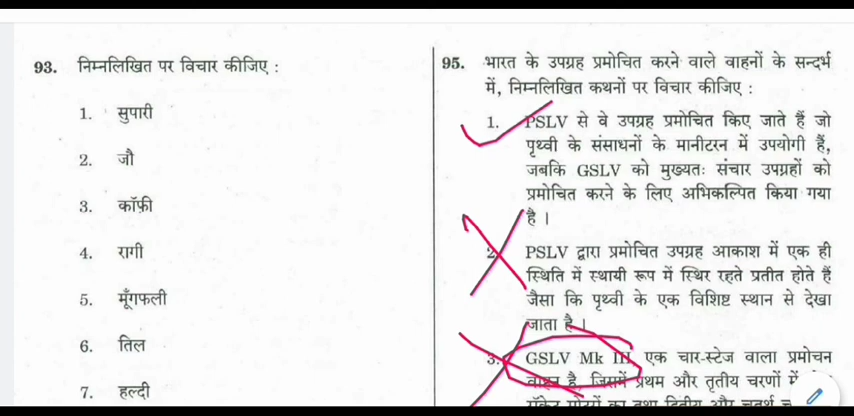 93. निम्नलिखित पर विचार कीजिए :
1. सुपारी
2. जौ
3. कॉफ़ी
4. रागी
5. मूँगफली
6. तिल
7. हल्दी
95. भारत के उपग्रह प्रमोचित करने वाले वाहनों के सन्दर्भ
में, निम्नलिखित कथनों पर विचार कीजिए :
1. PSLV से वे उपग्रह प्रमोचित किए जाते हैं जो
पृथ्वी के संसाधनों के मानीटरन में उपयोगी हैं,
जबकि GSLV को मुख्यतः संचार उपग्रहों को
प्रमोचित करने के लिए अभिकल्पित किया गया
है ।
2. PSLV द्वारा प्रमोचित उपग्रह आकाश में एक ही
स्थिति में स्थायी रूप में स्थिर रहते प्रतीत होते हैं
जैसा कि पृथ्वी के एक विशिष्ट स्थान से देखा
जाता है ।
3. GSLV Mk III, एक चार-स्टेज वाला प्रमोचन
वाहन है, जिसमें प्रथम और तृतीय चरणों में